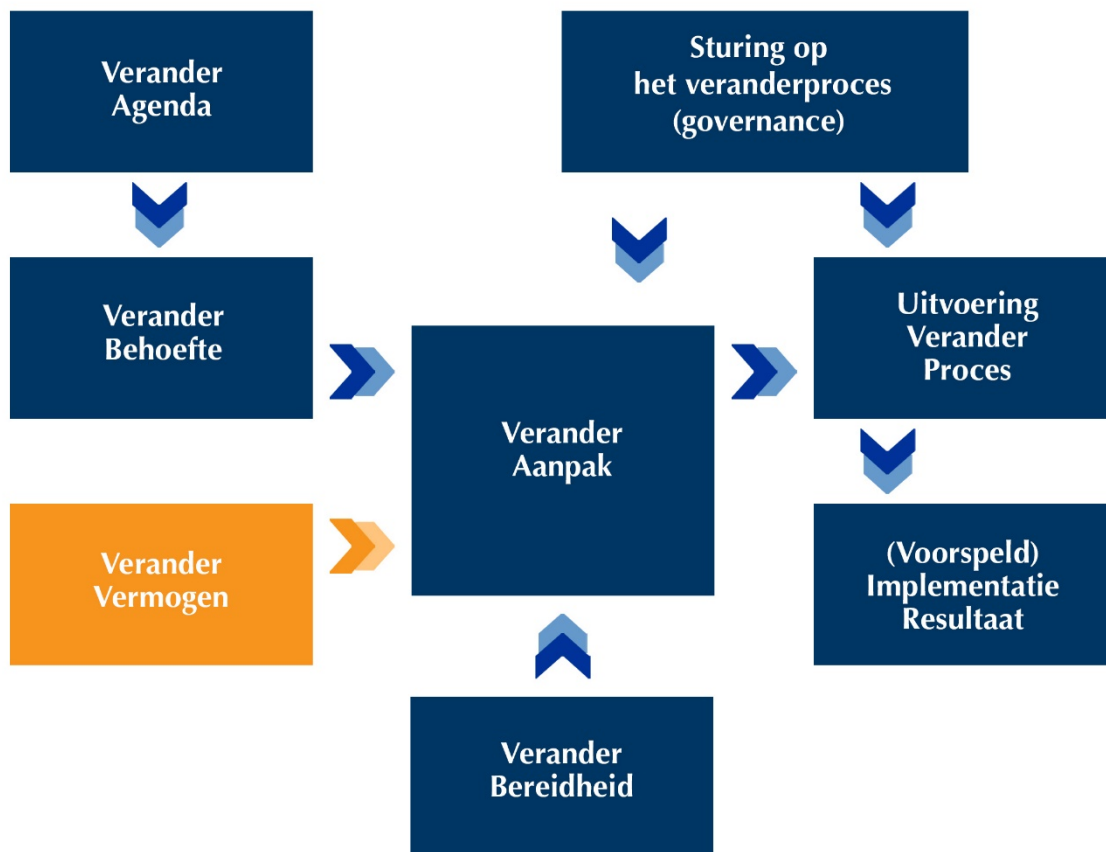 Verander
Agenda
Sturing op
het veranderproces
(governance)
Verander
Behoefte
Uitvoering
Verander
Proces
Verander
Aanpak
Verander
Vermogen
(Voorspeld)
Implementatie
Resultaat
Verander
Bereidheid